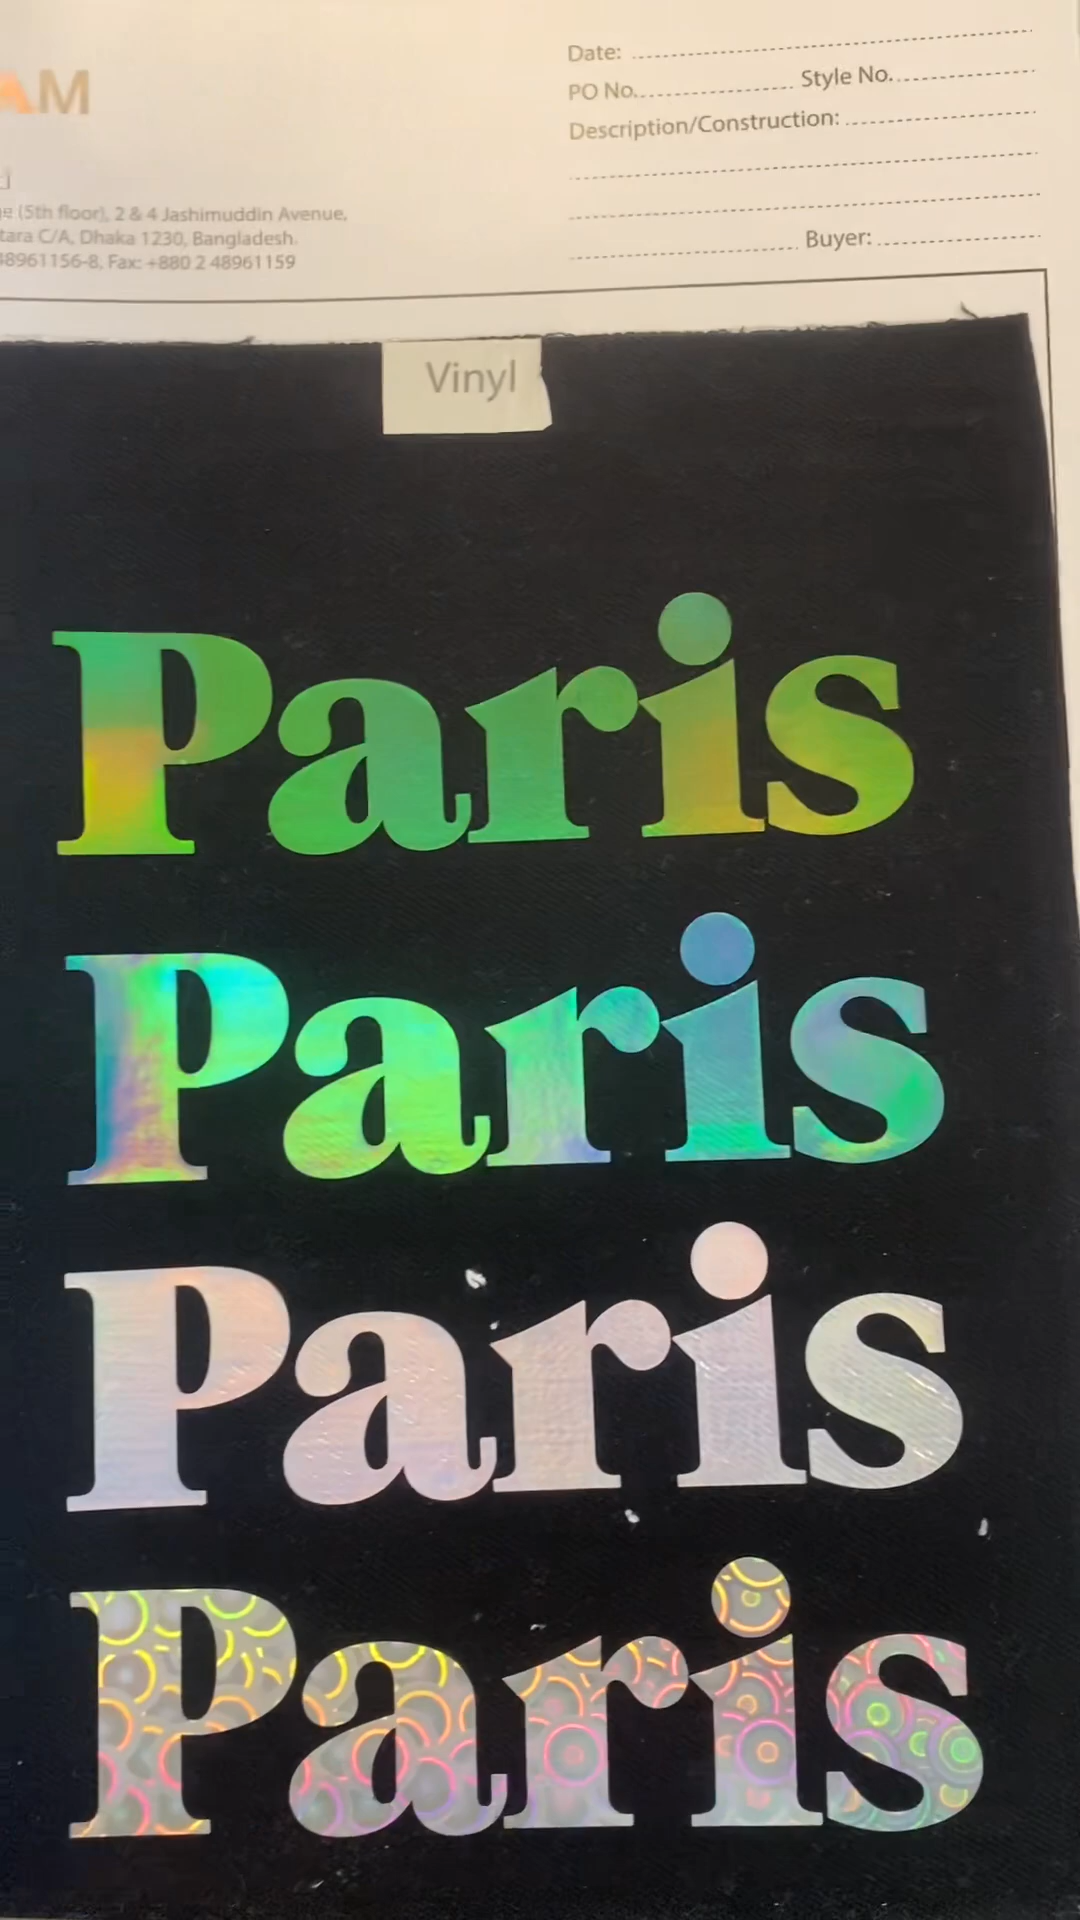 AM
Date:
PO No. Style No.
Description/Construction:
(5th floor), 2 & 4 Jashimuddin Avenue,
C/A, Dhaka 1230, Bangladesh.
48961156-8, Fax: +880 2 48961159
Buyer:
Vinyl
Paris
Paris
Paris
Paris